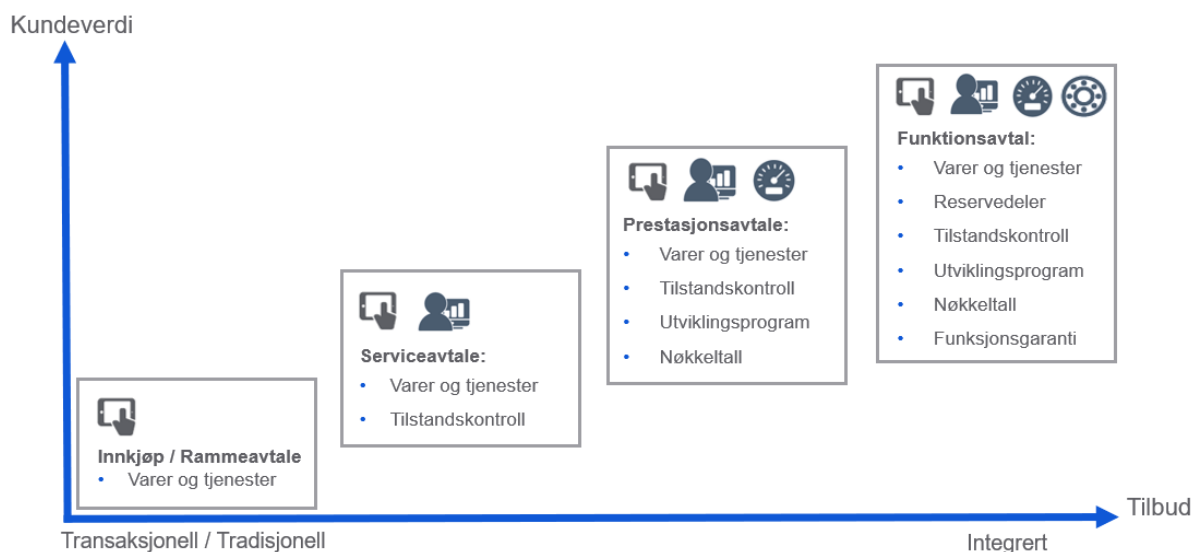 Kundeverdi
Funktionsavtal:
• Varer og tjenester
• Reservedeler
• Tilstandskontroll
• Utviklingsprogram
• Nøkkeltall
• Funksjonsgaranti
Prestasjonsavtale:
• Varer og tjenester
• Tilstandskontroll
• Utviklingsprogram
• Nøkkeltall
Serviceavtale:
• Varer og tjenester
• Tilstandskontroll
Innkjøp / Rammeavtale
• Varer og tjenester
Tilbud
Transaksjonell / Tradisjonell
Integrert